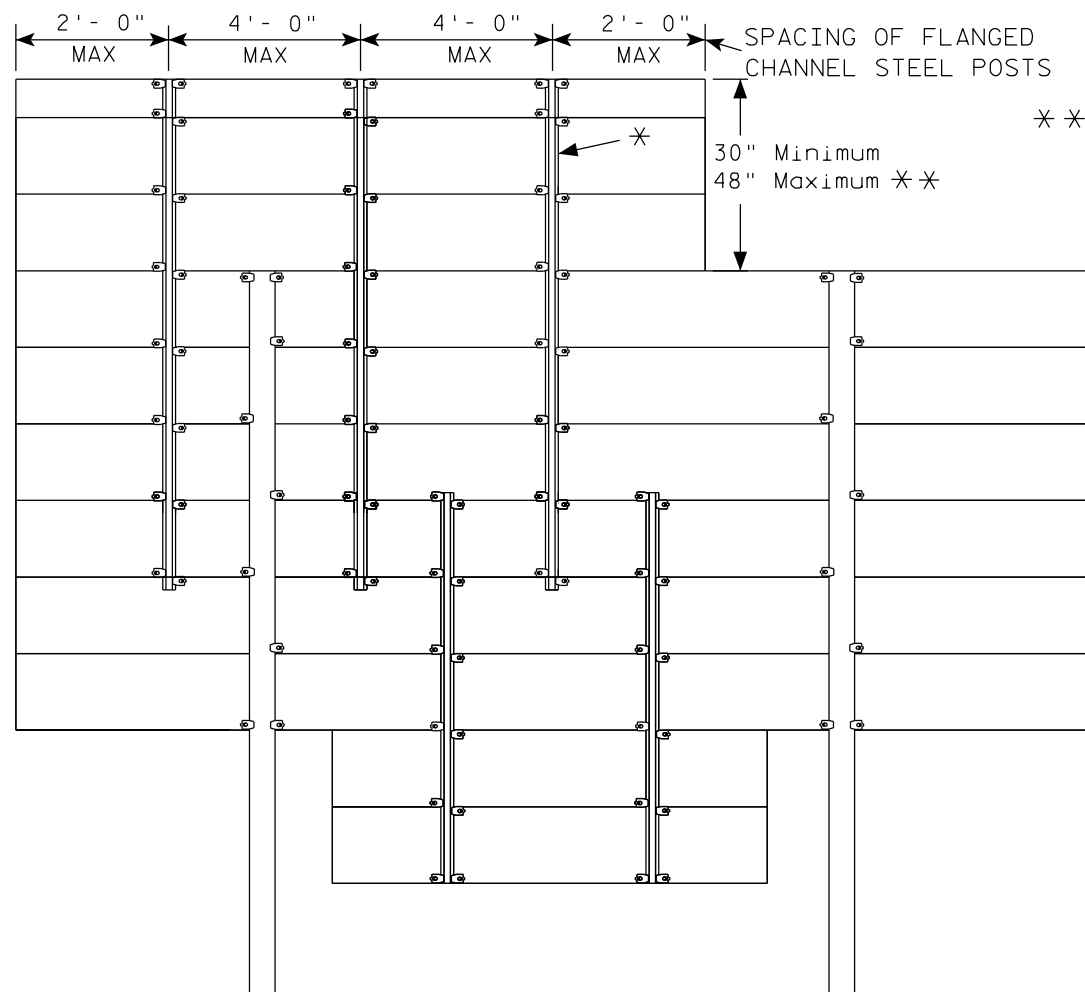 2'- 0" 4'- 0" 4'- 0" 2'- 0"
MAX MAX MAX MAX
SPACING OF FLANGED
CHANNEL STEEL POSTS
* *
*
30" Minimum
48" Maximum * *